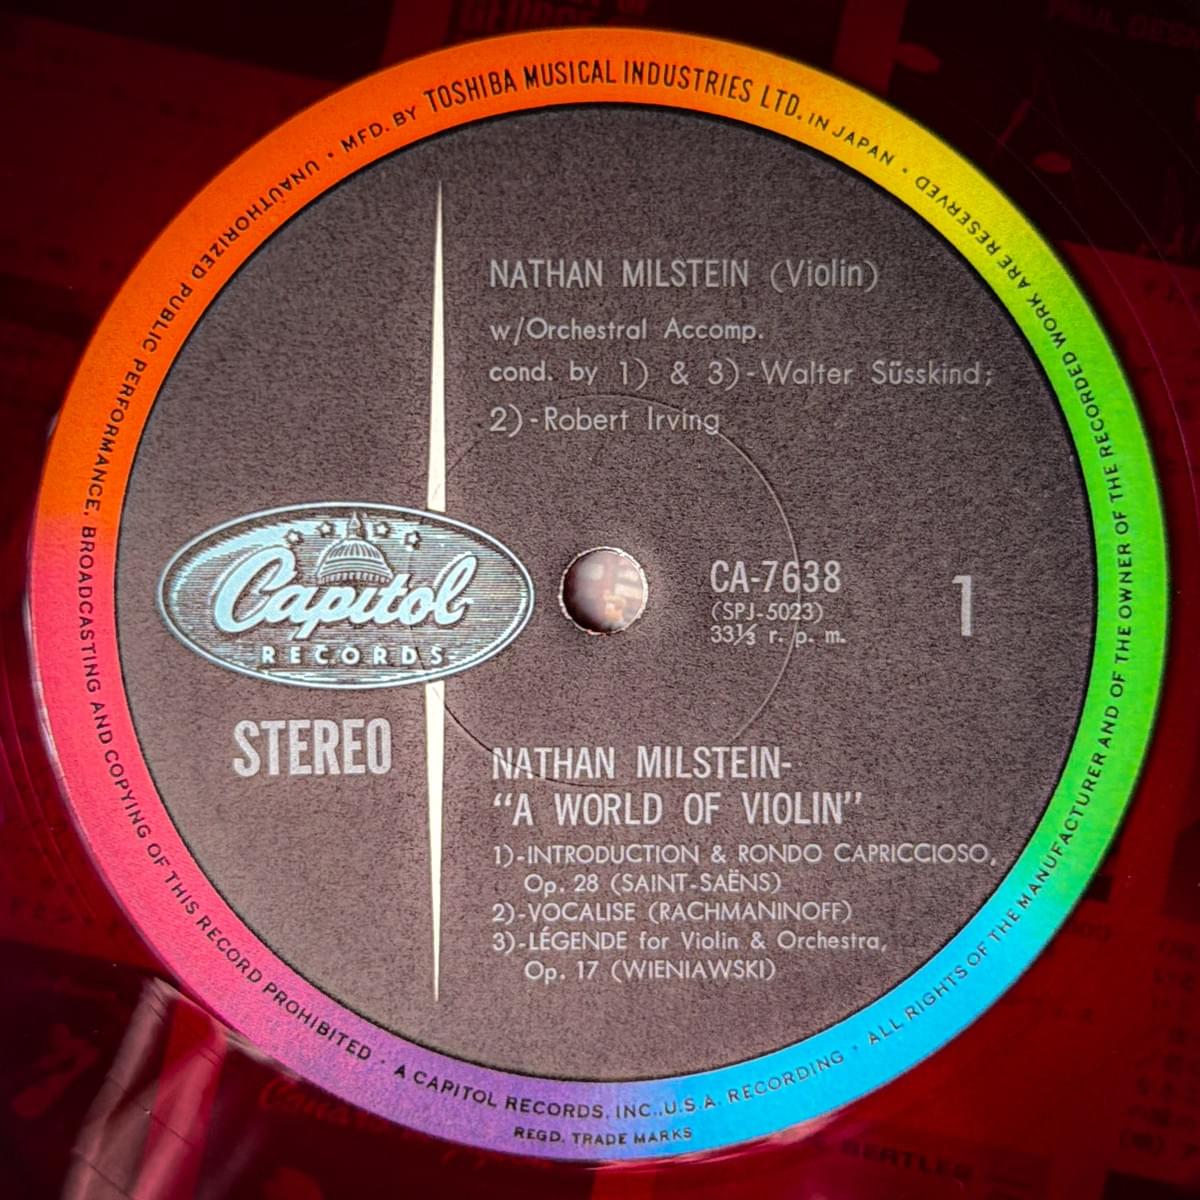 MFD. BY TOSHIBA MUSICAL INDUSTRIES LTD. IN JAPAN · ALL RIGHTS OF THE MANUFACTURER AND OF THE OWNER OF THE RECORDED WORK ARE RESERVED ·
UNAUTHORIZED PUBLIC PERFORMANCE, BROADCASTING AND COPYING OF THIS RECORD PROHIBITED · A CAPITOL RECORDS, INC., U.S.A. RECORDING ·
REGD. TRADE MARKS
NATHAN MILSTEIN (Violin)
w/Orchestral Accomp.
cond. by 1) & 3)-Walter Süsskind;
2)-Robert Irving
Capitol
RECORDS
CA-7638
(SPJ-5023)
33⅓ r. p. m.
1
STEREO
NATHAN MILSTEIN-
“A WORLD OF VIOLIN”
1)-INTRODUCTION & RONDO CAPRICCIOSO,
Op. 28 (SAINT-SAËNS)
2)-VOCALISE (RACHMANINOFF)
3)-LÉGENDE for Violin & Orchestra,
Op. 17 (WIENIAWSKI)
BEATLES